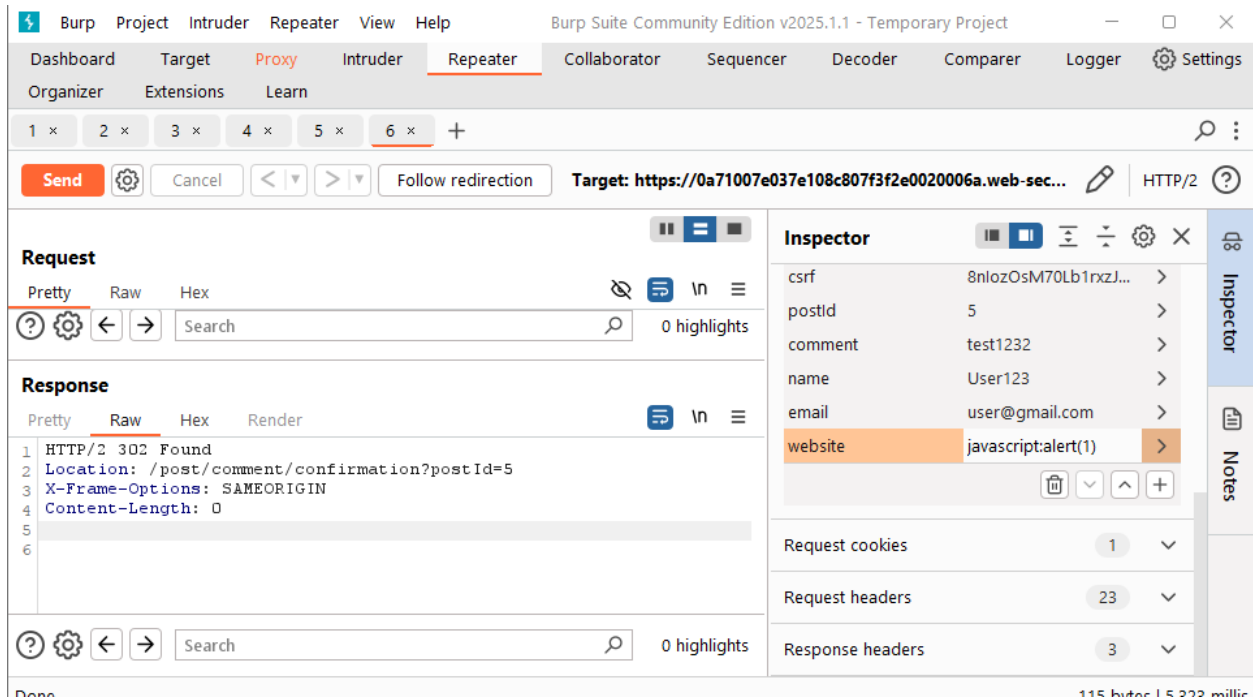 Burp Project Intruder Repeater View Help Burp Suite Community Edition v2025.1.1 - Temporary Project
Dashboard Target Proxy Intruder Repeater Collaborator Sequencer Decoder Comparer Logger Settings
Organizer Extensions Learn
1 × 2 × 3 × 4 × 5 × 6 × +
Send Cancel < > Follow redirection Target: https://0a71007e037e108c807f3f2e0020006a.web-sec... HTTP/2 ?
Request
Pretty Raw Hex \n
? Search 0 highlights
Response
Pretty Raw Hex Render \n
1 HTTP/2 302 Found
2 Location: /post/comment/confirmation?postId=5
3 X-Frame-Options: SAMEORIGIN
4 Content-Length: 0
5
6
? Search 0 highlights
Inspector
csrf 8nIozOsM70Lb1rxzJ... >
postId 5 >
comment test1232 >
name User123 >
email user@gmail.com >
website javascript:alert(1) >
Request cookies 1
Request headers 23
Response headers 3
Inspector
Notes
Done 115 bytes | 5,323 millis